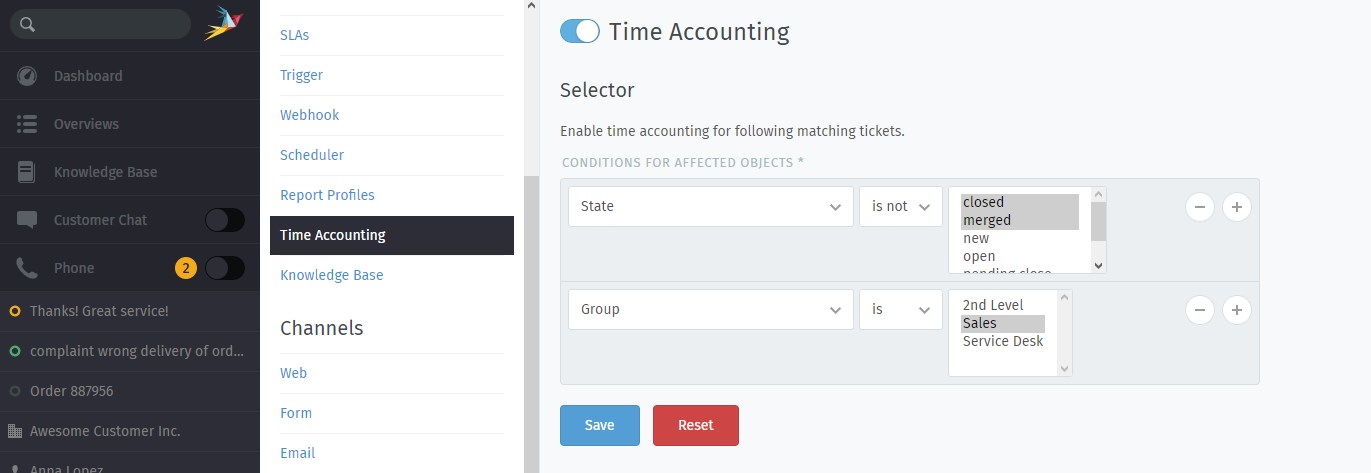 Dashboard
Overviews
Knowledge Base
Customer Chat
Phone 2
Thanks! Great service!
complaint wrong delivery of ord...
Order 887956
Awesome Customer Inc.
Anna Lopez
SLAs
Trigger
Webhook
Scheduler
Report Profiles
Time Accounting
Knowledge Base
Channels
Web
Form
Email
Time Accounting
Selector
Enable time accounting for following matching tickets.
CONDITIONS FOR AFFECTED OBJECTS *
State
is not
closed
merged
new
open
pending close
Group
is
2nd Level
Sales
Service Desk
Save
Reset